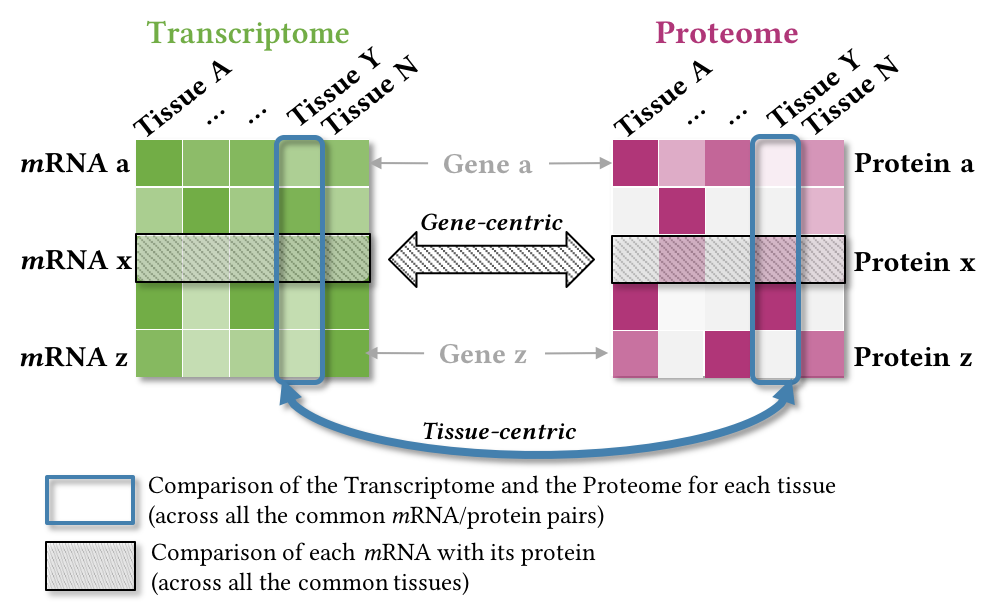 Transcriptome
Proteome
Tissue A
...
...
Tissue Y
Tissue N
Tissue A
...
...
Tissue Y
Tissue N
mRNA a
Gene a
Protein a
Gene-centric
mRNA x
Protein x
mRNA z
Gene z
Protein z
Tissue-centric
Comparison of the Transcriptome and the Proteome for each tissue
(across all the common mRNA/protein pairs)
Comparison of each mRNA with its protein
(across all the common tissues)